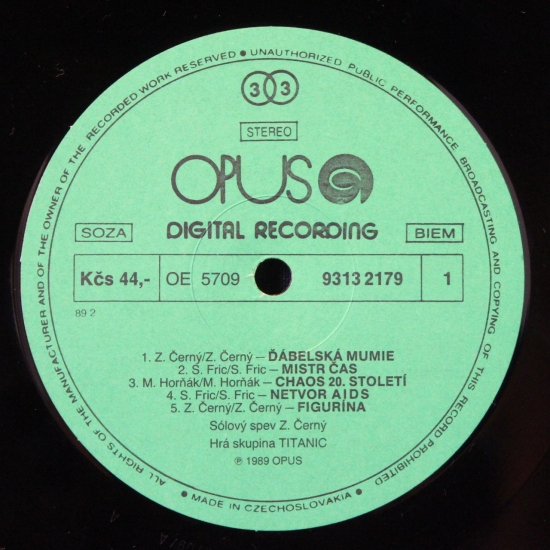 ALL RIGHTS OF THE MANUFACTURER AND OF THE OWNER OF THE RECORDED WORK RESERVED ● UNAUTHORIZED PUBLIC PERFORMANCE BROADCASTING AND COPYING OF THIS RECORD PROHIBITED
33
STEREO
OPUS
SOZA
DIGITAL RECORDING
BIEM
Kčs 44,- OE 5709 9313 2179 1
89 2
1. Z. Černý/Z. Černý – ĎÁBELSKÁ MUMIE
2. S. Fric/S. Fric – MISTR ČAS
3. M. Horňák/M. Horňák – CHAOS 20. STOLETÍ
4. S. Fric/S. Fric – NETVOR AIDS
5. Z. Černý/Z. Černý – FIGURÍNA
Sólový spev Z. Černý
Hrá skupina TITANIC
℗ 1989 OPUS
● MADE IN CZECHOSLOVAKIA ●